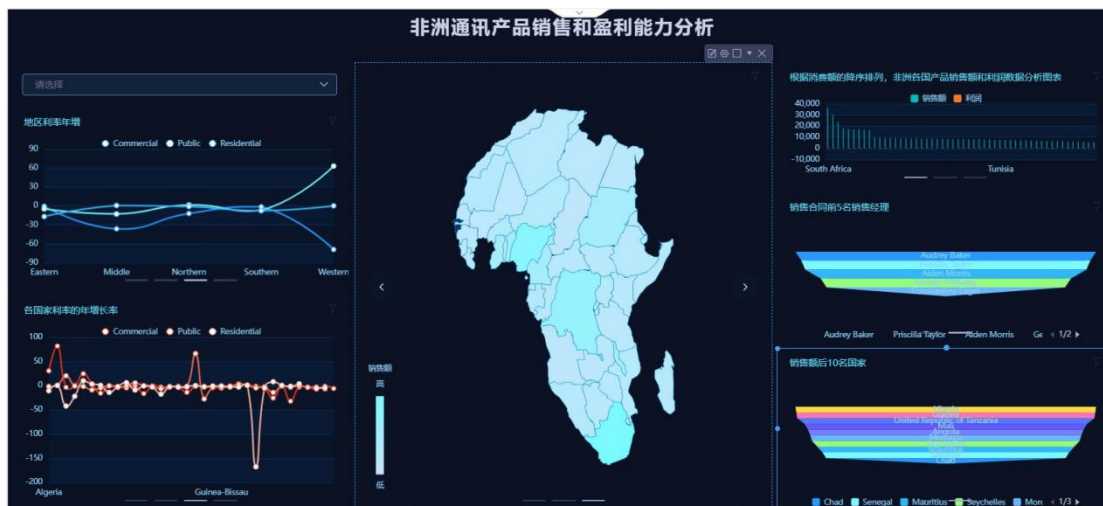 非洲通讯产品销售和盈利能力分析
请选择
地区利率年增
Commercial Public Residential
90
60
30
0
-30
-60
-90
Eastern Middle Northern Southern Western
各国家利率的年增长率
Commercial Public Residential
100
50
0
-50
-100
-150
-200
Algeria Guinea-Bissau
销售额
高
低
根据消费额的降序排列，非洲各国产品销售额和利润数据分析图表
销售额 利润
40,000
30,000
20,000
10,000
0
-10,000
South Africa Tunisia
销售合同前5名销售经理
Audrey Baker
Aiden Morris
Audrey Baker Priscilla Taylor Aiden Morris Ge 1/2
销售额后10名国家
United Republic of Tanzania
Mali
Angola
Mauritius
Chad
Chad Senegal Mauritius Seychelles Mor 1/3